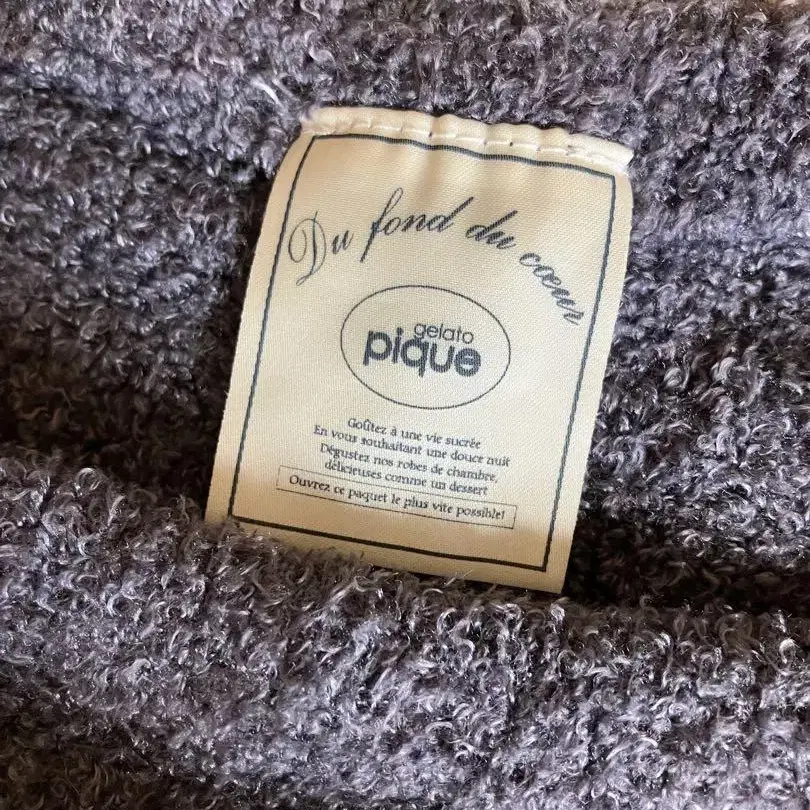 Du fond du cœur
gelato
pique
Goûtez à une vie sucrée
En vous souhaitant une douce nuit
Dégustez nos robes de chambre,
délicieuses comme un dessert
Ouvrez ce paquet le plus vite possible!